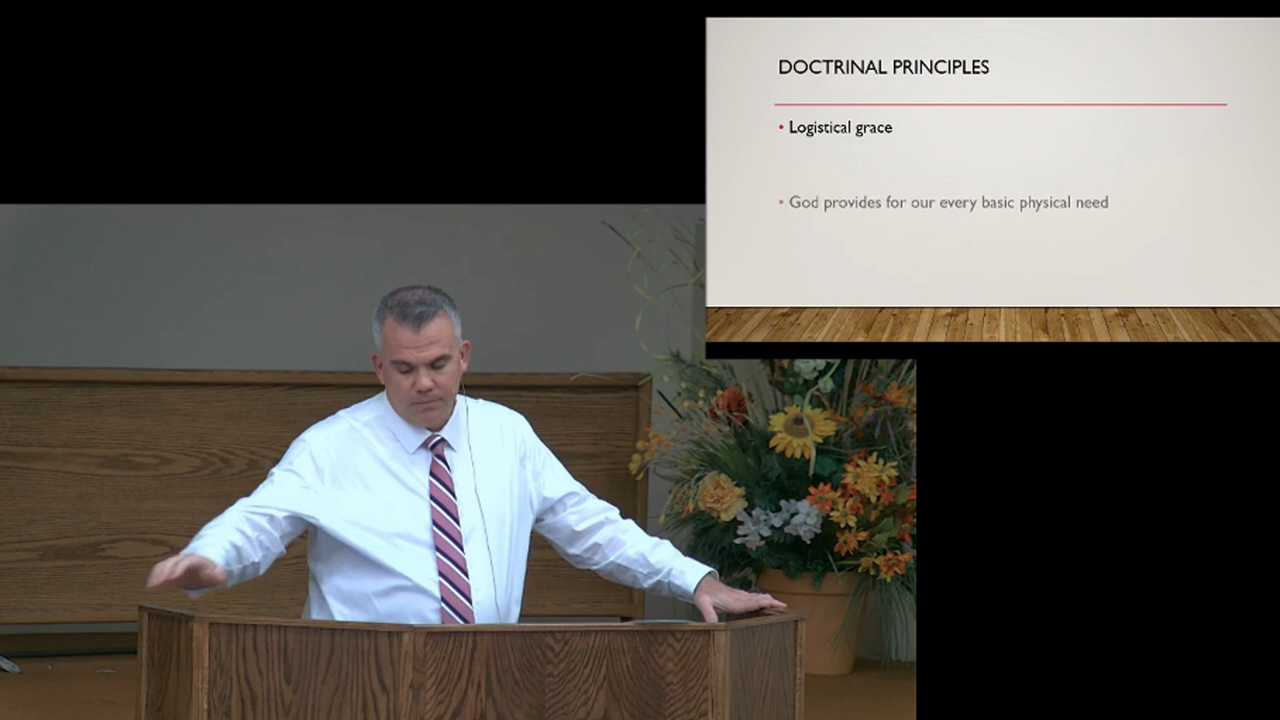 DOCTRINAL PRINCIPLES
• Logistical grace
• God provides for our every basic physical need